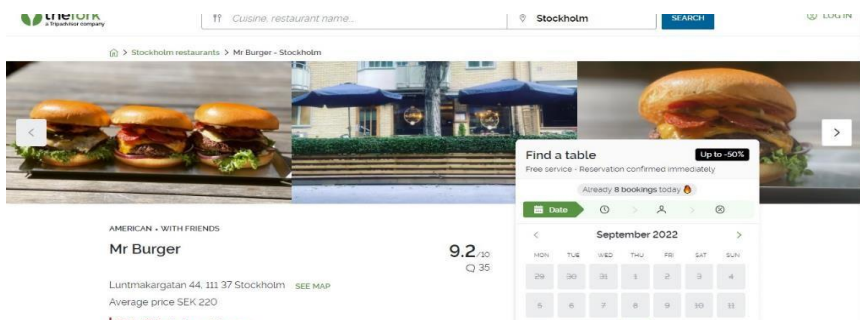 thefork
a Tripadvisor company
Cuisine, restaurant name...
Stockholm
SEARCH
LOG IN
> Stockholm restaurants > Mr Burger - Stockholm
<
>
Find a table
Up to -50%
Free service - Reservation confirmed immediately
Already 8 bookings today
Date
AMERICAN • WITH FRIENDS
Mr Burger
9.2/10
35
Luntmakargatan 44, 111 37 Stockholm SEE MAP
Average price SEK 220
< September 2022 >
MON TUE WED THU FRI SAT SUN
29 30 31 1 2 3 4
5 6 7 8 9 10 11